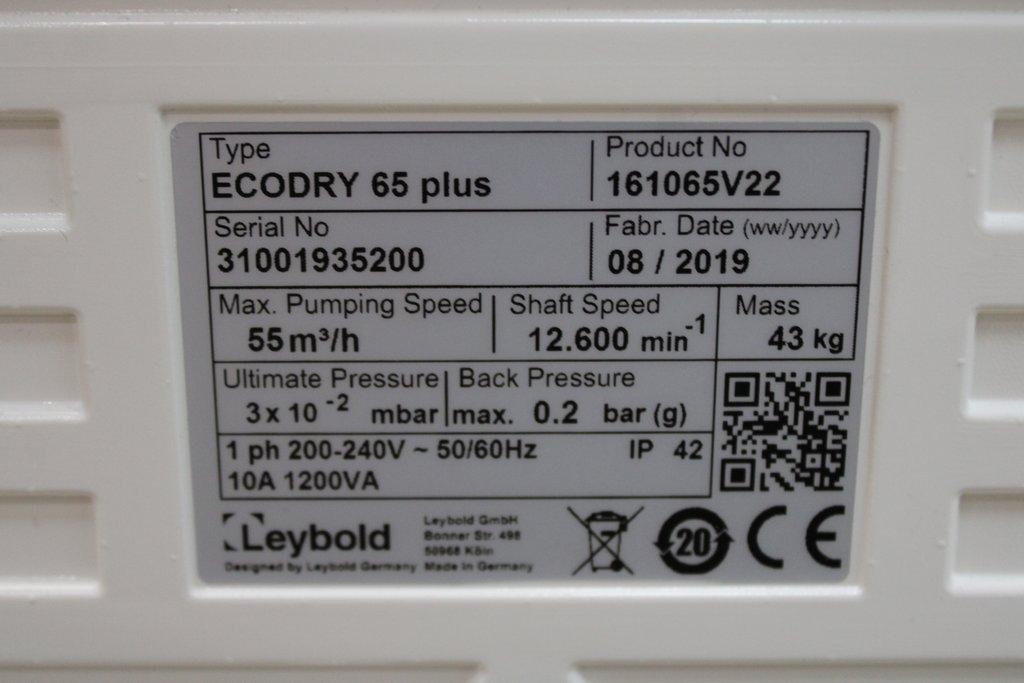 Type Product No
ECODRY 65 plus 161065V22
Serial No Fabr. Date (ww/yyyy)
31001935200 08 / 2019
Max. Pumping Speed Shaft Speed Mass
55 m³/h 12.600 min⁻¹ 43 kg
Ultimate Pressure Back Pressure
3 x 10⁻² mbar max. 0.2 bar (g)
1 ph 200-240V ~ 50/60Hz IP 42
10A 1200VA
Leybold
Leybold GmbH
Bonner Str. 498
50968 Köln
Designed by Leybold Germany Made in Germany
20
CE